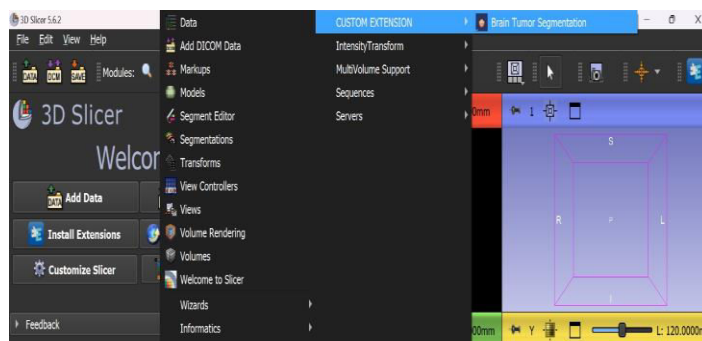 3D Slicer 5.6.2
File Edit View Help
DATA DCM SAVE Modules:
3D Slicer
Welcor
DATA Add Data
Install Extensions
Customize Slicer
Feedback
Data
Add DICOM Data
Markups
Models
Segment Editor
Segmentations
Transforms
View Controllers
Views
Volume Rendering
Volumes
Welcome to Slicer
Wizards
Informatics
CUSTOM EXTENSION
IntensityTransform
MultiVolume Support
Sequences
Servers
Brain Tumor Segmentation
0mm
1
S
R
P
L
I
00mm
Y
L: 120.0000r